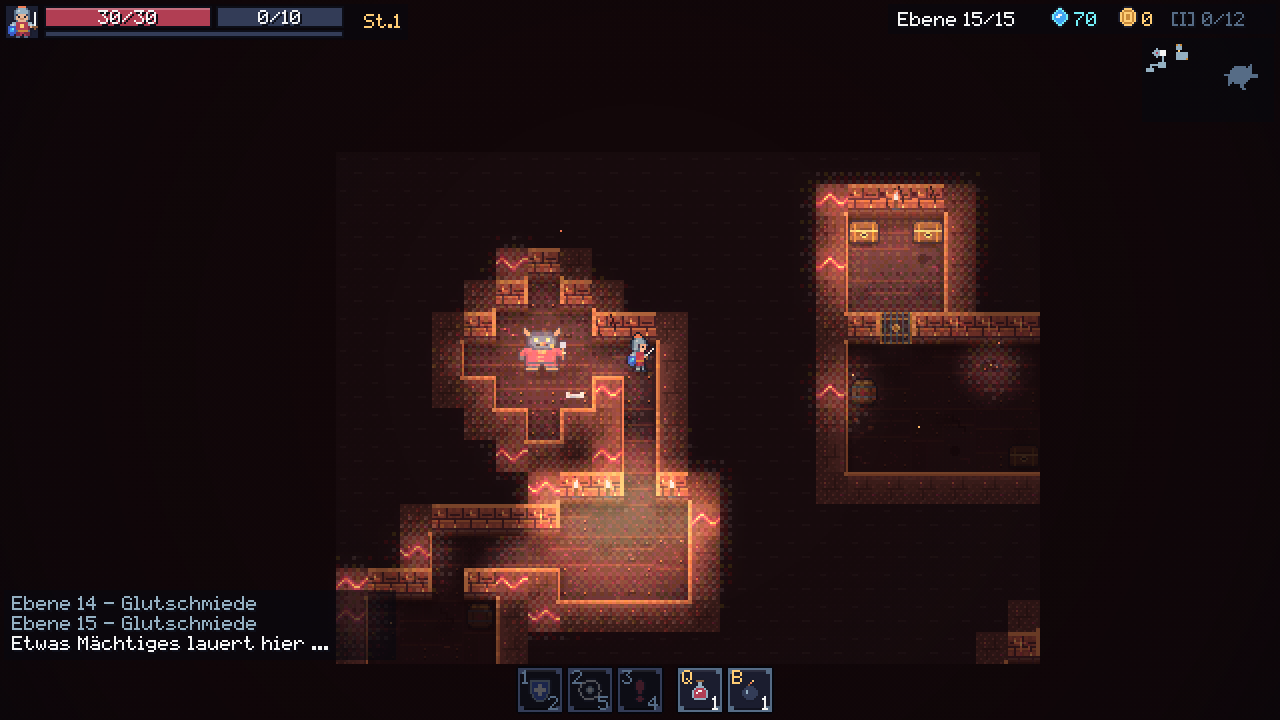 30/30
0/10
St.1
Ebene 15/15
70
0
[I] 0/12
Ebene 14 – Glutschmiede
Ebene 15 – Glutschmiede
Etwas Mächtiges lauert hier ...
1 2
2 5
3 4
Q 1
B 1